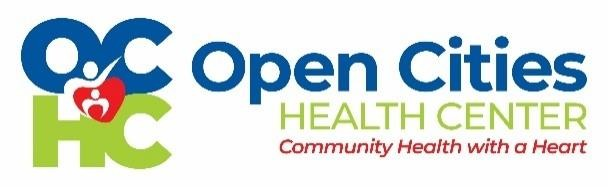 OC
HC
Open Cities
HEALTH CENTER
Community Health with a Heart